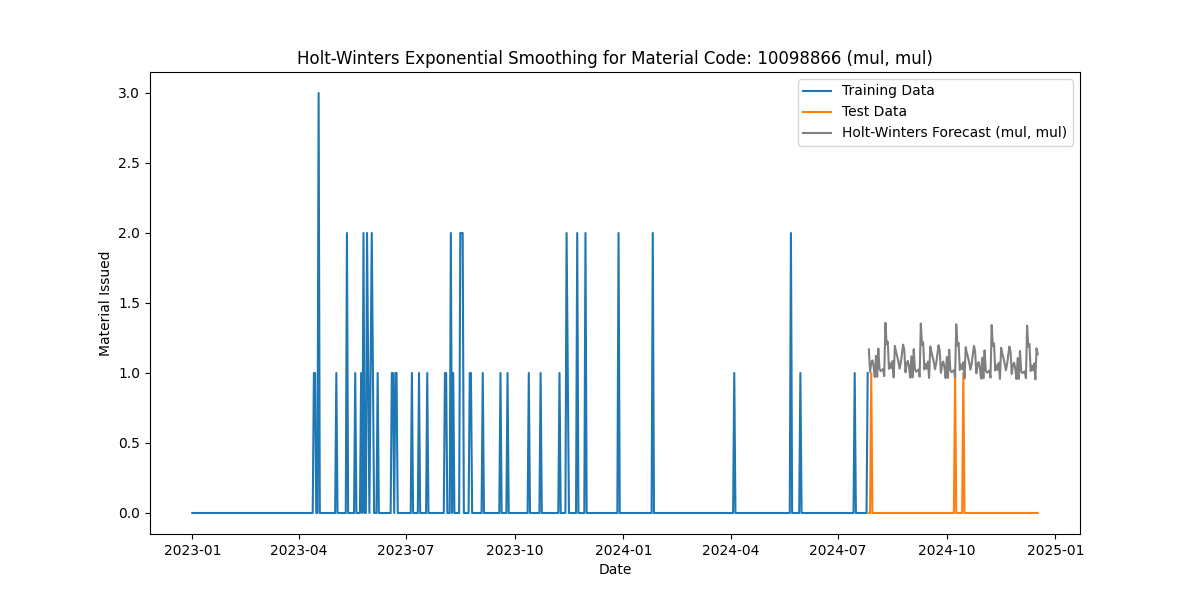 Holt-Winters Exponential Smoothing for Material Code: 10098866 (mul, mul)
Training Data
Test Data
Holt-Winters Forecast (mul, mul)
Material Issued
3.0
2.5
2.0
1.5
1.0
0.5
0.0
2023-01 2023-04 2023-07 2023-10 2024-01 2024-04 2024-07 2024-10 2025-01
Date